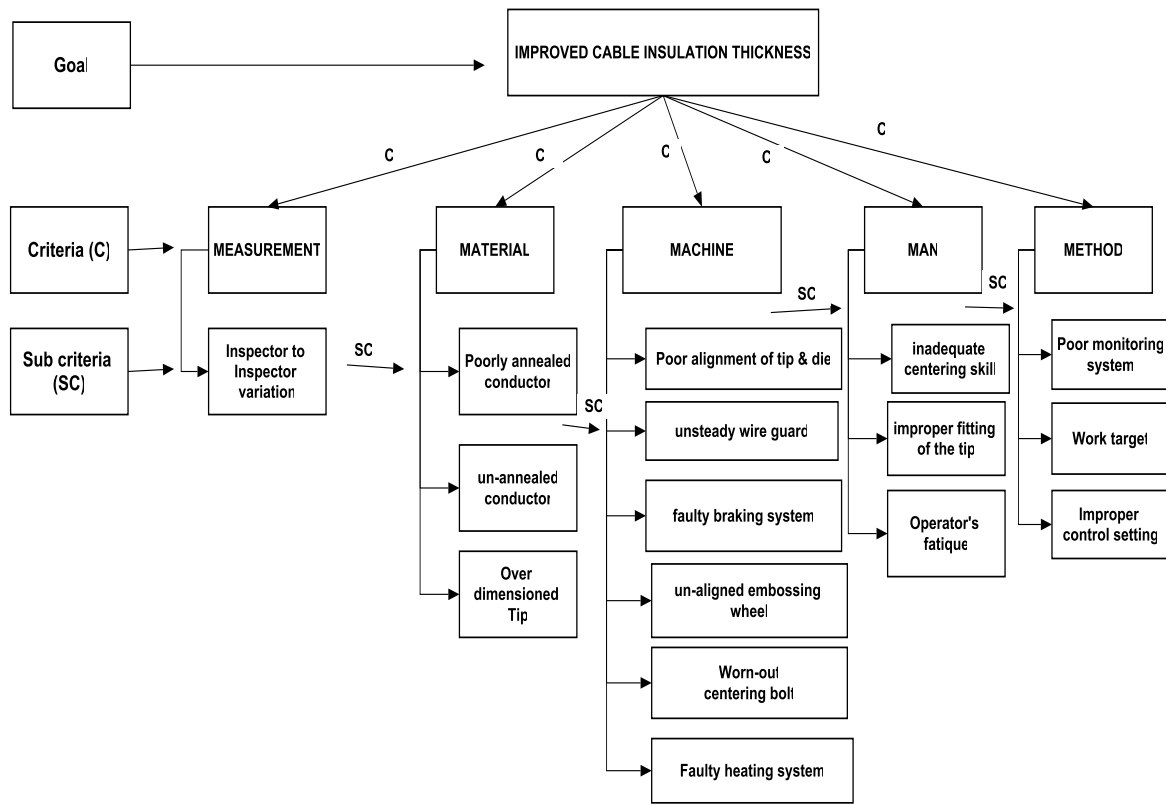 Goal
IMPROVED CABLE INSULATION THICKNESS
C
C
C
C
C
Criteria (C)
MEASUREMENT
MATERIAL
MACHINE
MAN
METHOD
SC
SC
SC
SC
Sub criteria
(SC)
Inspector to
Inspector
variation
Poorly annealed
conductor
un-annealed
conductor
Over
dimensioned
Tip
Poor alignment of tip & die
unsteady wire guard
faulty braking system
un-aligned embossing
wheel
Worn-out
centering bolt
Faulty heating system
inadequate
centering skill
improper fitting
of the tip
Operator's
fatique
Poor monitoring
system
Work target
Improper
control setting